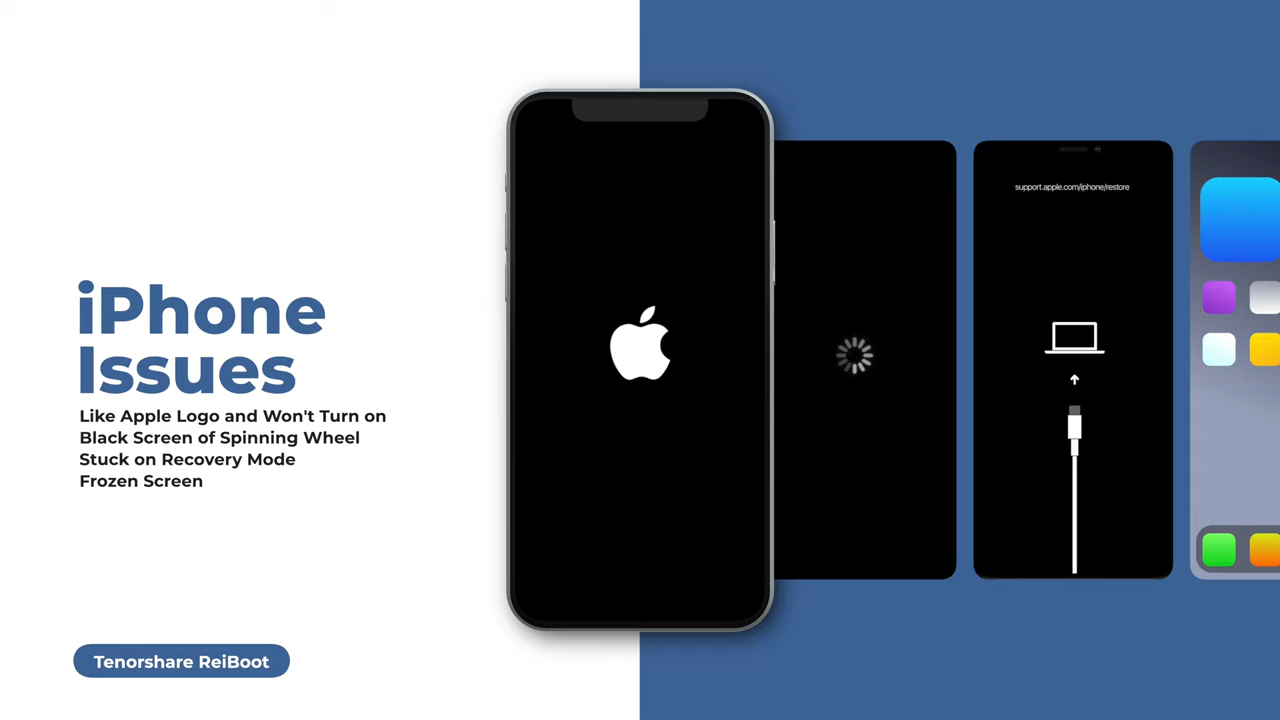 iPhone
Issues
Like Apple Logo and Won't Turn on
Black Screen of Spinning Wheel
Stuck on Recovery Mode
Frozen Screen
Tenorshare ReiBoot
support.apple.com/iphone/restore